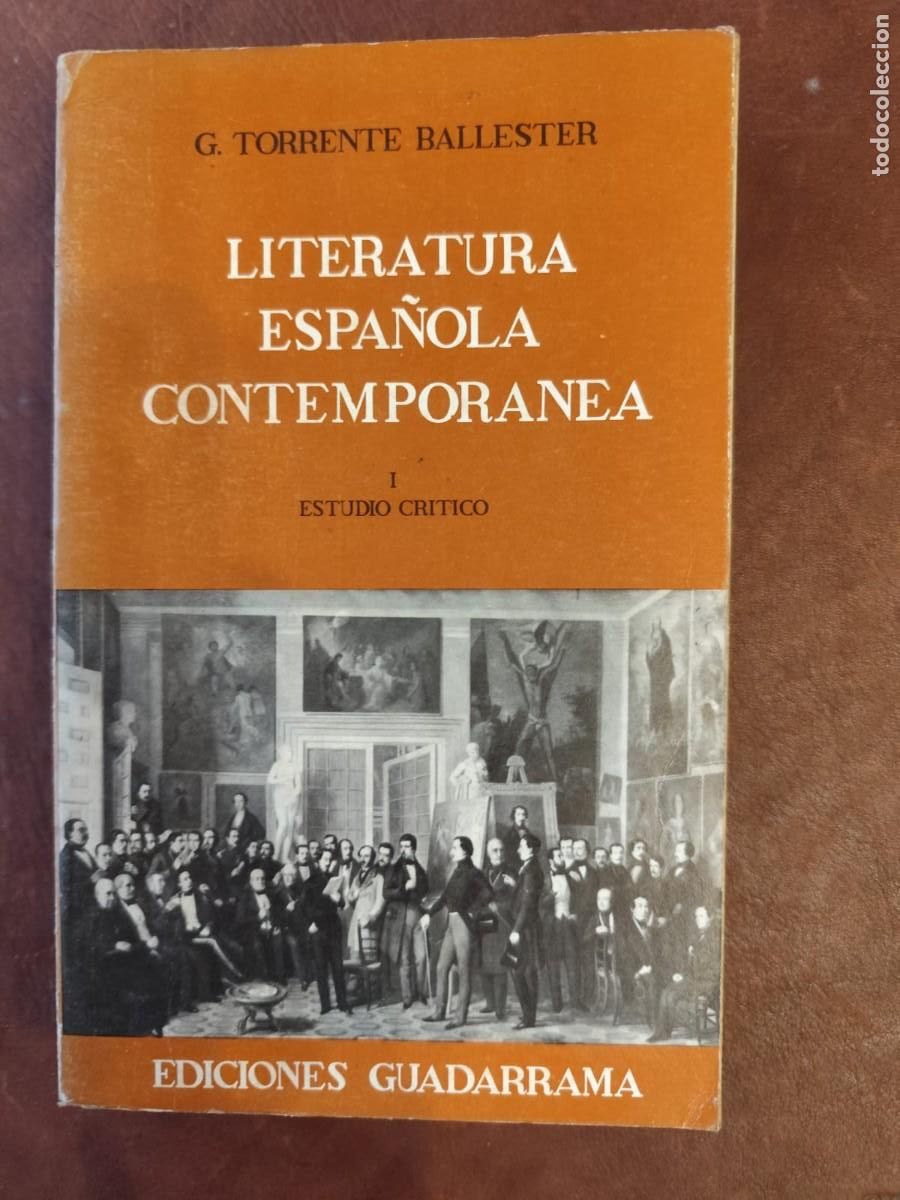 todocoleccion
G. TORRENTE BALLESTER
LITERATURA
ESPAÑOLA
CONTEMPORANEA
I
ESTUDIO CRITICO
EDICIONES GUADARRAMA